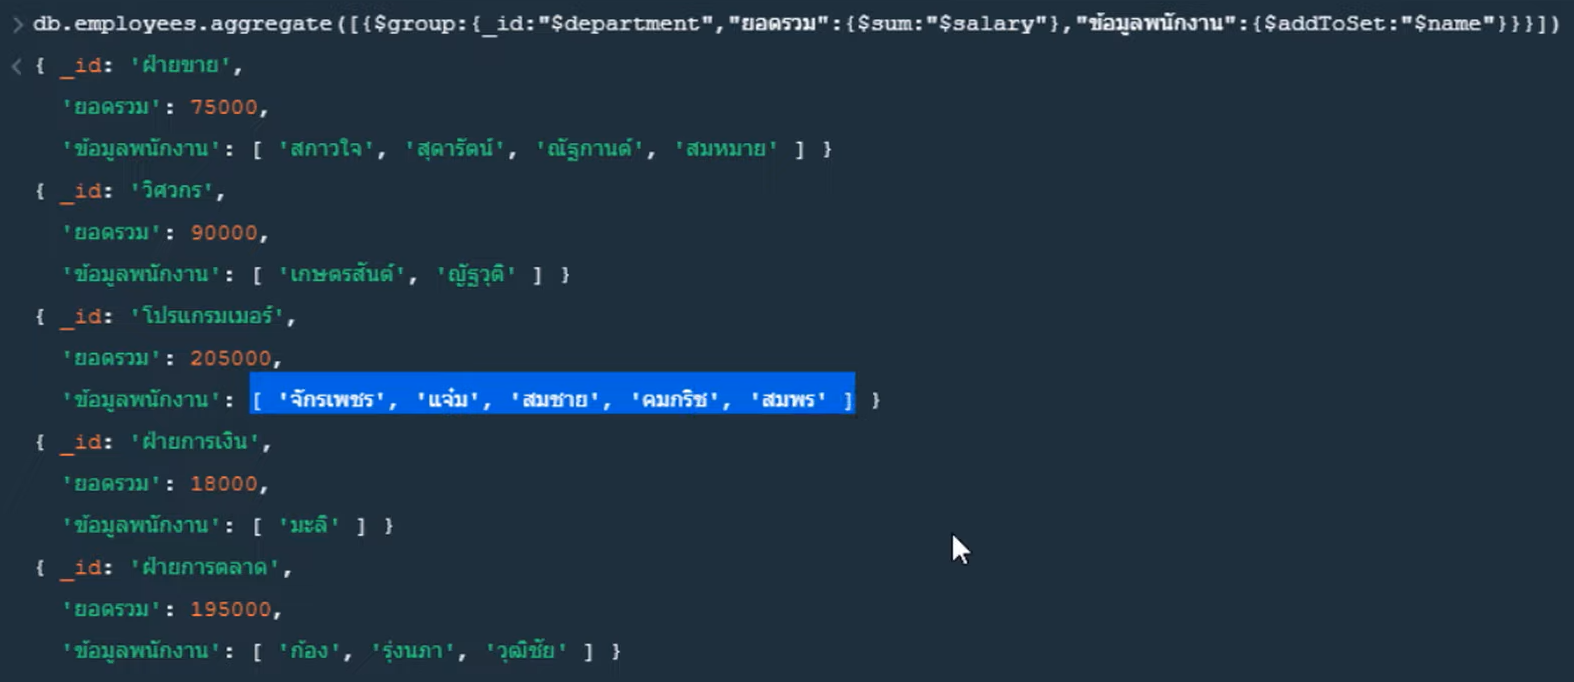 > db.employees.aggregate([{$group:{_id:"$department","ยอดรวม":{$sum:"$salary"},"ข้อมูลพนักงาน":{$addToSet:"$name"}}}])
< { _id: 'ฝ่ายขาย',
'ยอดรวม': 75000,
'ข้อมูลพนักงาน': [ 'สกาวใจ', 'สุดารัตน์', 'ณัฐกานต์', 'สมหมาย' ] }
{ _id: 'วิศวกร',
'ยอดรวม': 90000,
'ข้อมูลพนักงาน': [ 'เกษตรสันต์', 'ญัฐวุติ' ] }
{ _id: 'โปรแกรมเมอร์',
'ยอดรวม': 205000,
'ข้อมูลพนักงาน': [ 'จักรเพชร', 'แจ๋ม', 'สมชาย', 'คมกริช', 'สมพร' ] }
{ _id: 'ฝ่ายการเงิน',
'ยอดรวม': 18000,
'ข้อมูลพนักงาน': [ 'มะลิ' ] }
{ _id: 'ฝ่ายการตลาด',
'ยอดรวม': 195000,
'ข้อมูลพนักงาน': [ 'ก้อง', 'รุ่งนภา', 'วุฒิชัย' ] }